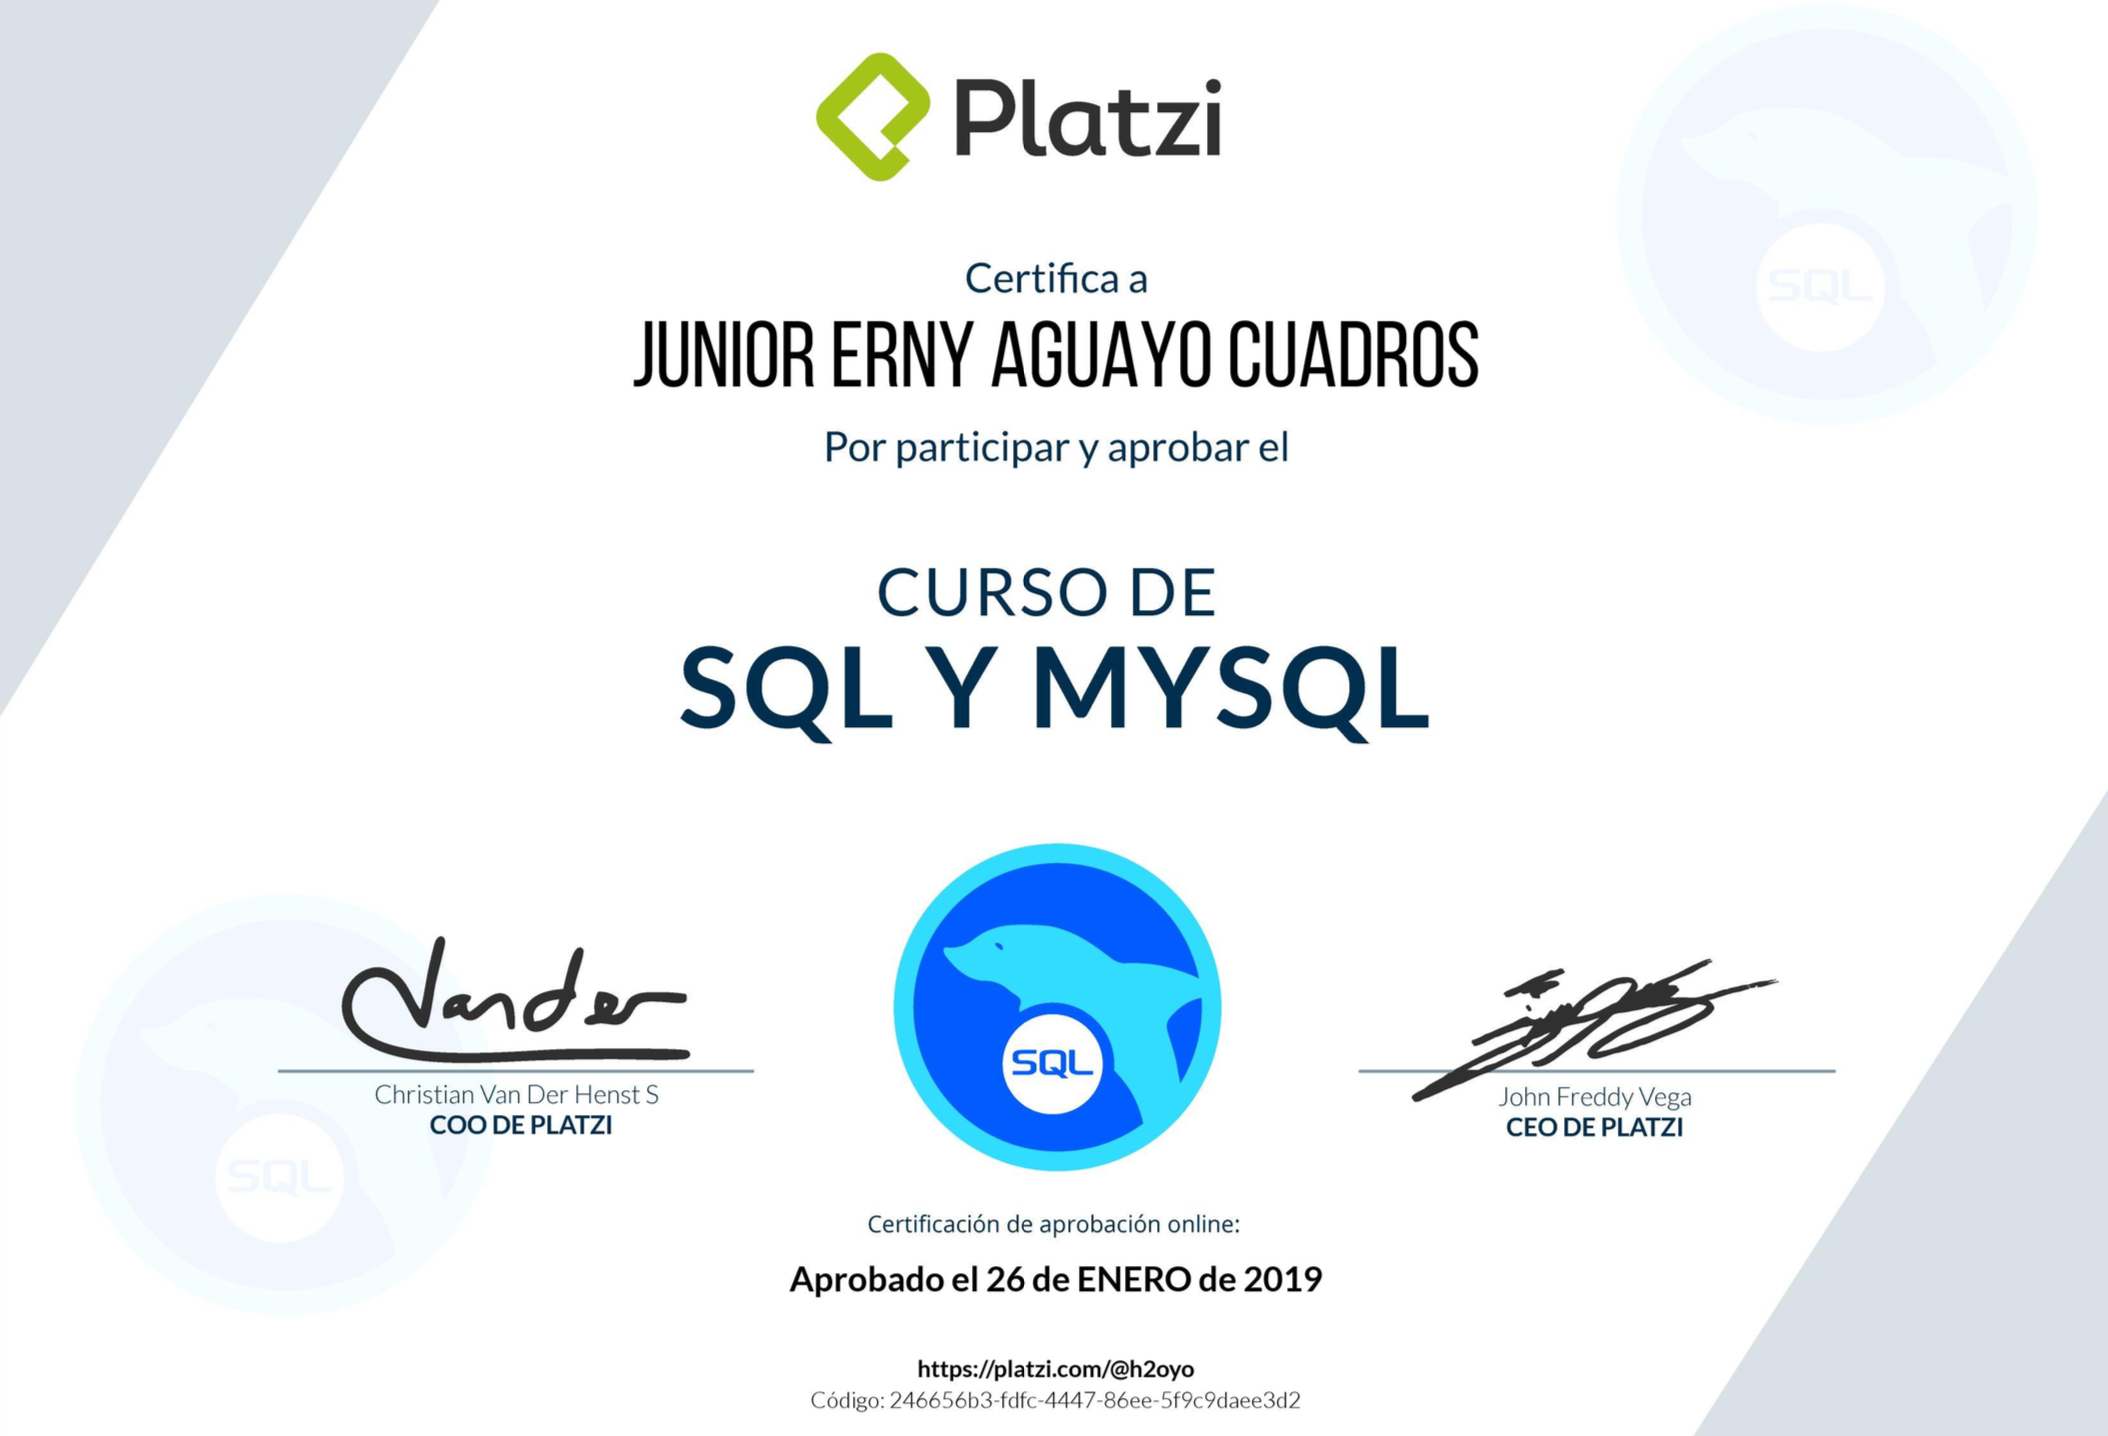 Platzi
Certifica a
JUNIOR ERNY AGUAYO CUADROS
Por participar y aprobar el
CURSO DE
SQL Y MYSQL
SQL
Vander
SQL
Christian Van Der Henst S
COO DE PLATZI
John Freddy Vega
CEO DE PLATZI
SQL
Certificación de aprobación online:
Aprobado el 26 de ENERO de 2019
https://platzi.com/@h2oyo
Código: 246656b3-fdfc-4447-86ee-5f9c9daee3d2